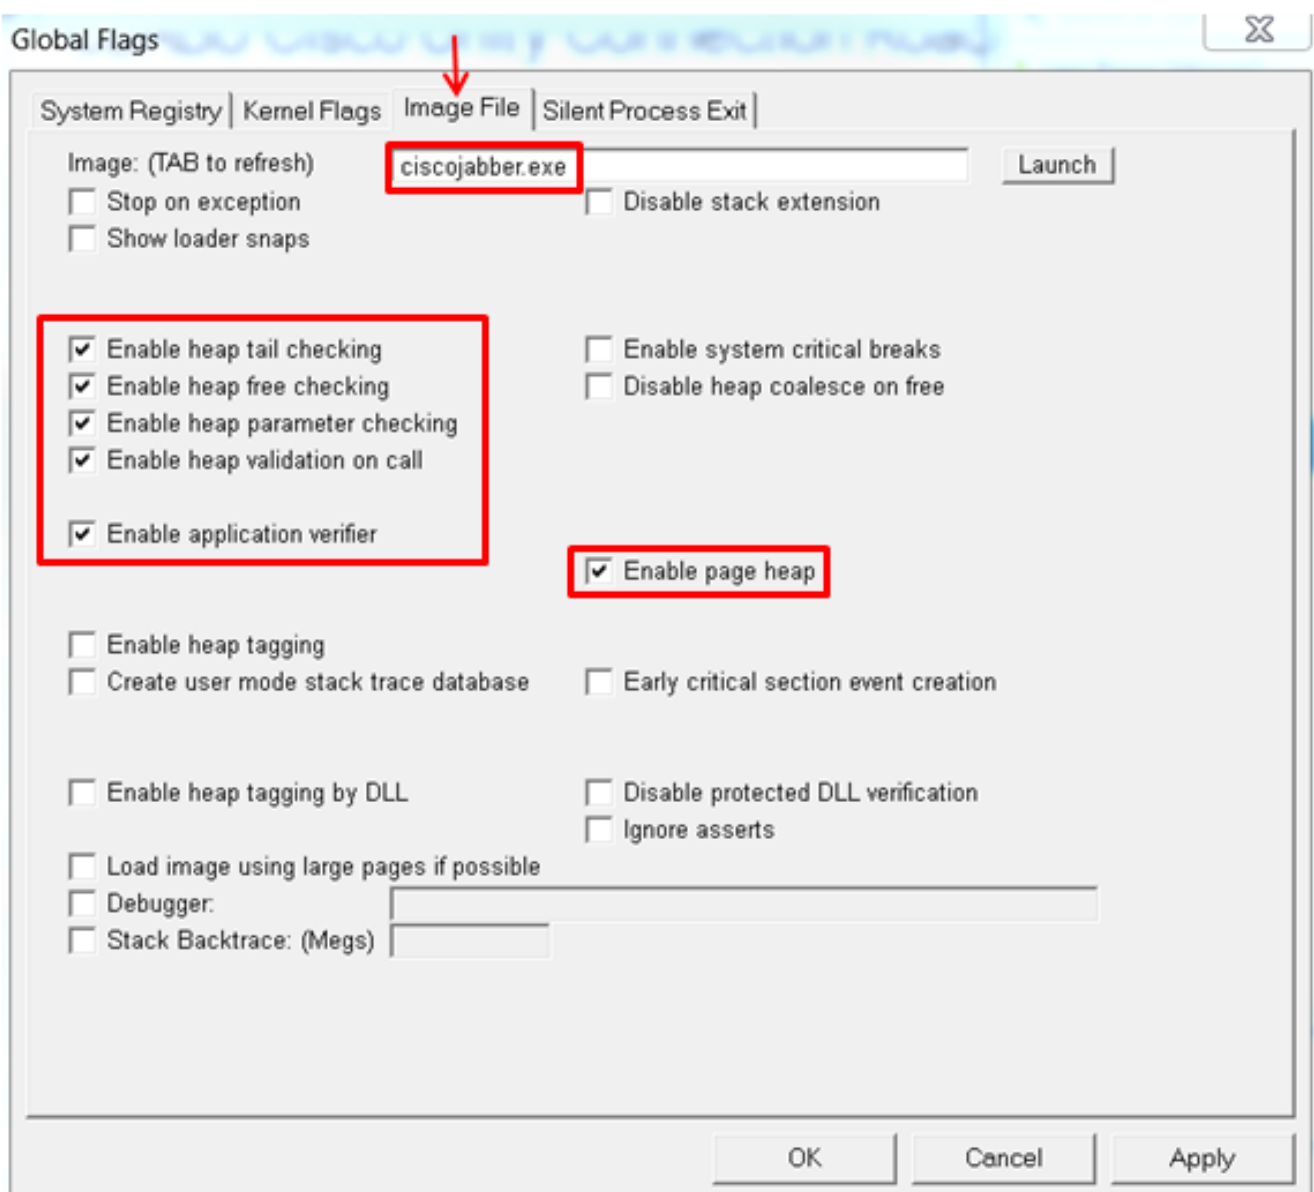 Global Flags
System Registry Kernel Flags Image File Silent Process Exit
Image: (TAB to refresh) ciscojabber.exe Launch
Stop on exception Disable stack extension
Show loader snaps
Enable heap tail checking Enable system critical breaks
Enable heap free checking Disable heap coalesce on free
Enable heap parameter checking
Enable heap validation on call
Enable application verifier
Enable page heap
Enable heap tagging
Create user mode stack trace database Early critical section event creation
Enable heap tagging by DLL Disable protected DLL verification
Ignore asserts
Load image using large pages if possible
Debugger:
Stack Backtrace: (Megs)
OK Cancel Apply